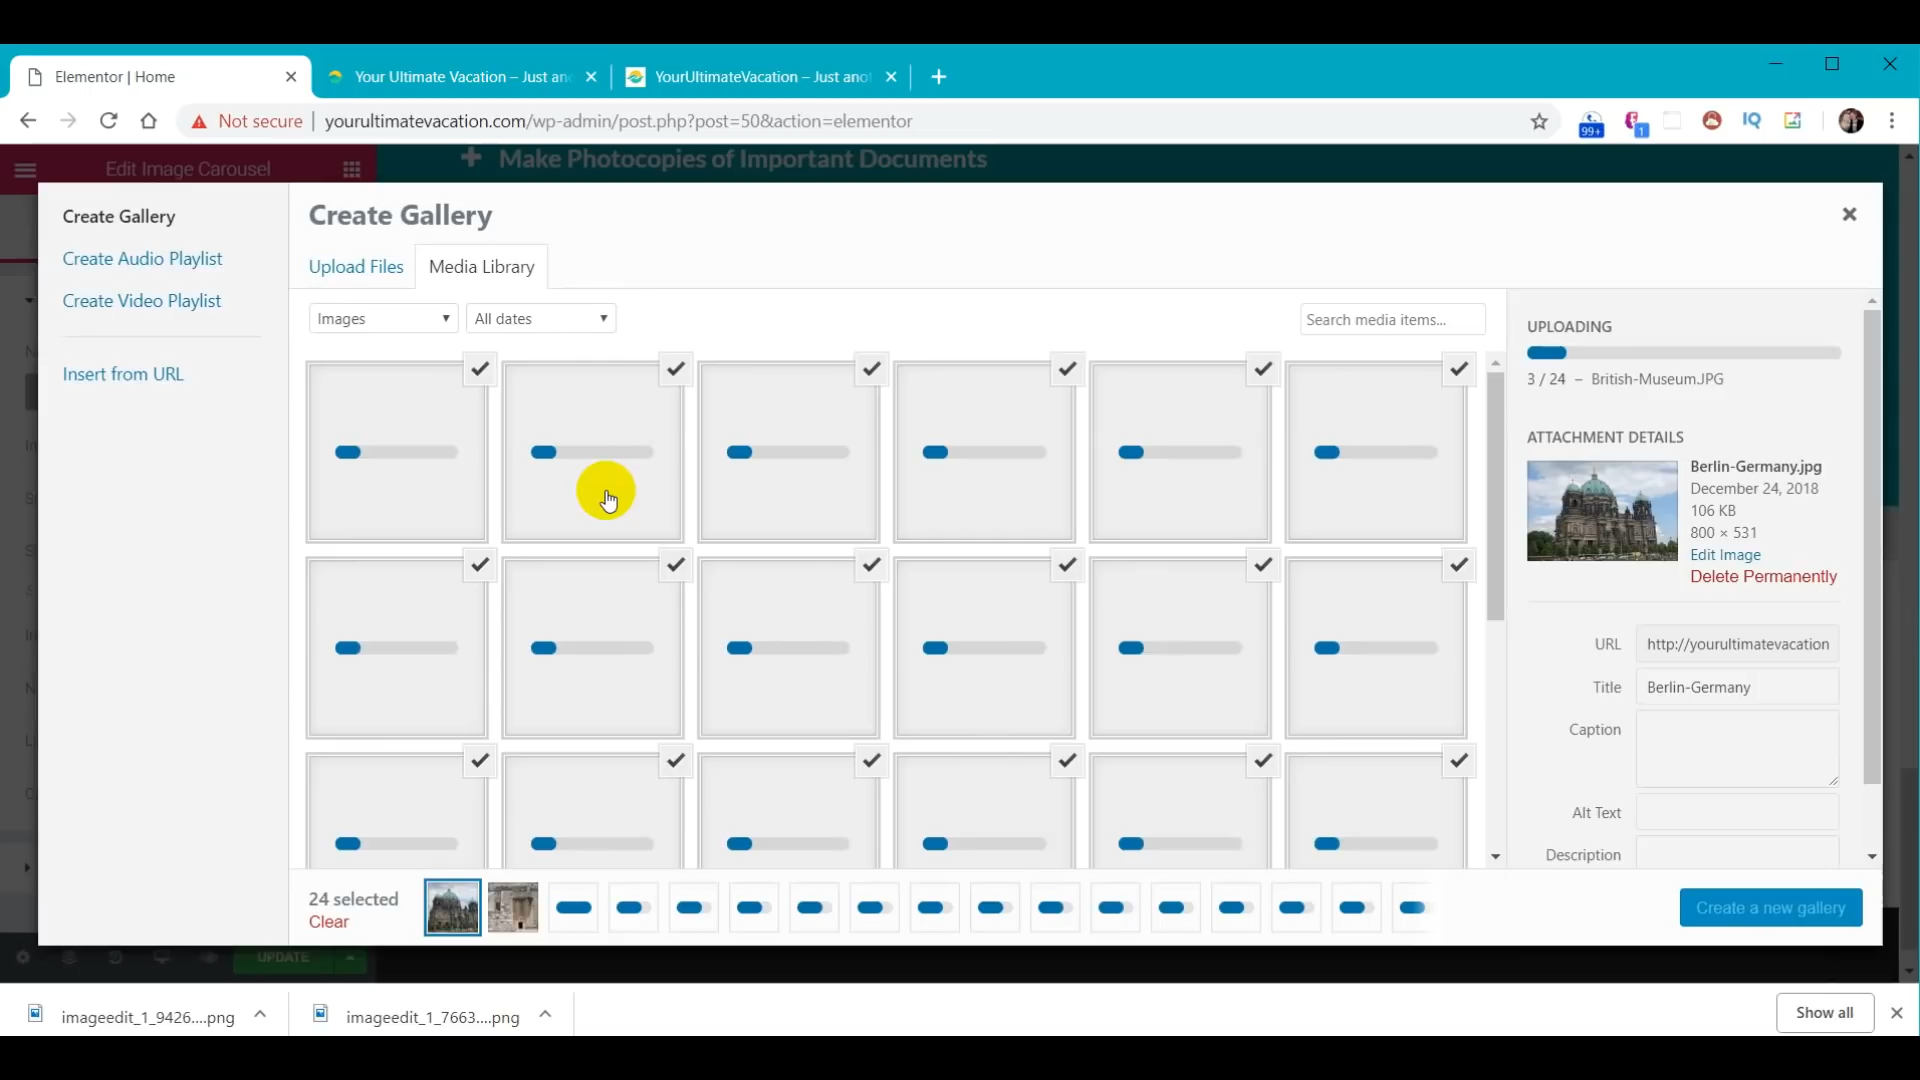 Elementor | Home
Your Ultimate Vacation – Just an
YourUltimateVacation – Just ano
Not secure
yourultimatevacation.com/wp-admin/post.php?post=50&action=elementor
99+
1
IQ
Edit Image Carousel
Make Photocopies of Important Documents
Create Gallery
Create Audio Playlist
Create Video Playlist
Insert from URL
Create Gallery
Upload Files
Media Library
Images
All dates
Search media items...
UPLOADING
3 / 24 – British-Museum.JPG
ATTACHMENT DETAILS
Berlin-Germany.jpg
December 24, 2018
106 KB
800 × 531
Edit Image
Delete Permanently
URL
http://yourultimatevacation
Title
Berlin-Germany
Caption
Alt Text
Description
24 selected
Clear
Create a new gallery
UPDATE
imageedit_1_9426....png
imageedit_1_7663....png
Show all